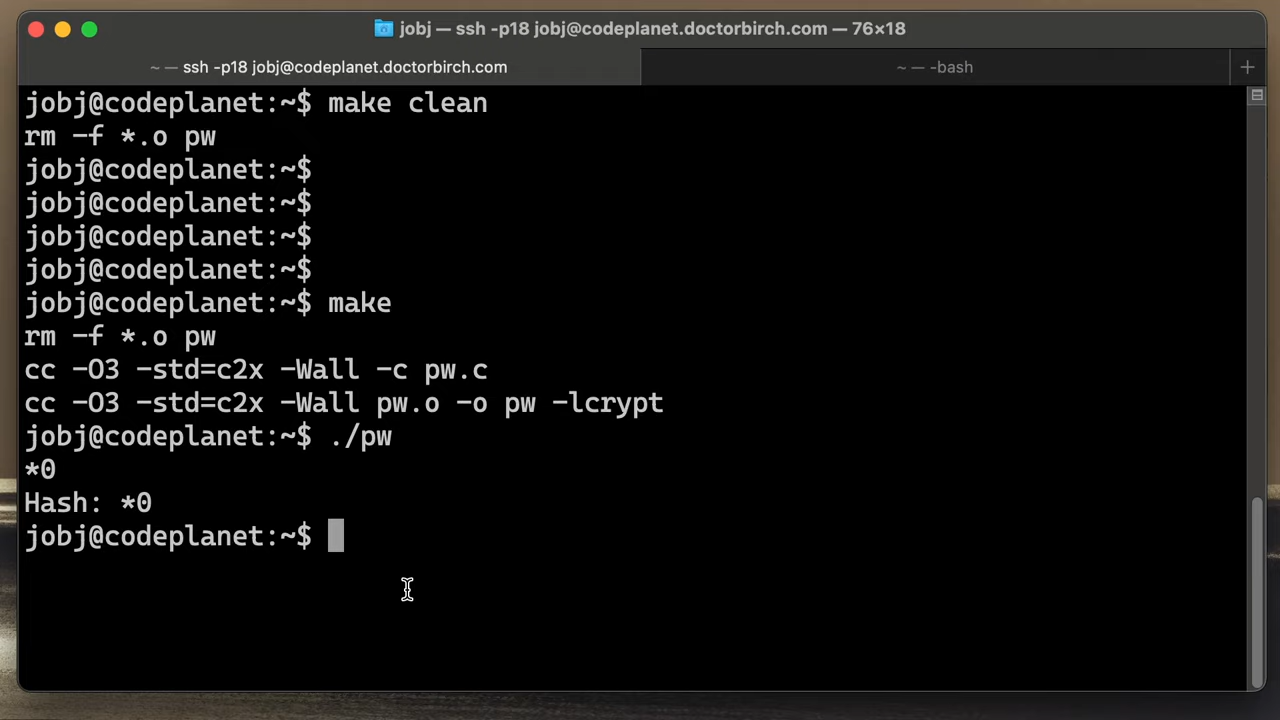 jobj — ssh -p18 jobj@codeplanet.doctorbirch.com — 76×18
~ — ssh -p18 jobj@codeplanet.doctorbirch.com
~ — -bash
+
jobj@codeplanet:~$ make clean
rm -f *.o pw
jobj@codeplanet:~$
jobj@codeplanet:~$
jobj@codeplanet:~$
jobj@codeplanet:~$
jobj@codeplanet:~$ make
rm -f *.o pw
cc -O3 -std=c2x -Wall -c pw.c
cc -O3 -std=c2x -Wall pw.o -o pw -lcrypt
jobj@codeplanet:~$ ./pw
*0
Hash: *0
jobj@codeplanet:~$